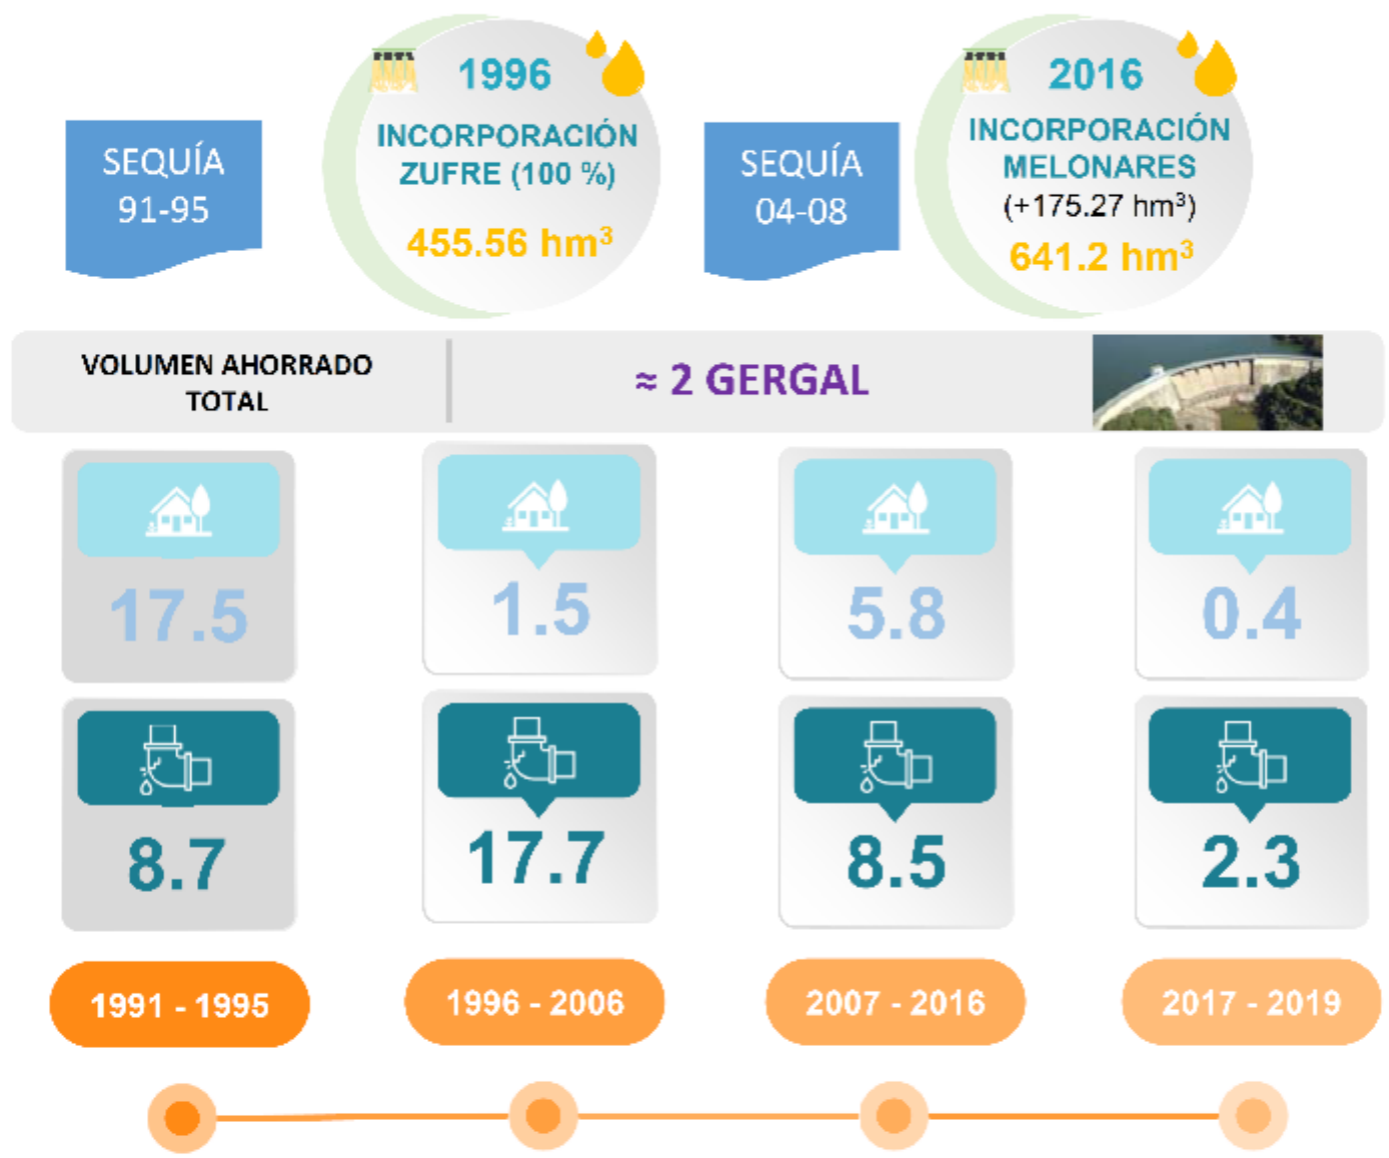 SEQUÍA
91-95
1996
INCORPORACIÓN
ZUFRE (100 %)
455.56 hm³
SEQUÍA
04-08
2016
INCORPORACIÓN
MELONARES
(+175.27 hm³)
641.2 hm³
VOLUMEN AHORRADO
TOTAL
≈ 2 GERGAL
17.5
1.5
5.8
0.4
8.7
17.7
8.5
2.3
1991 - 1995
1996 - 2006
2007 - 2016
2017 - 2019